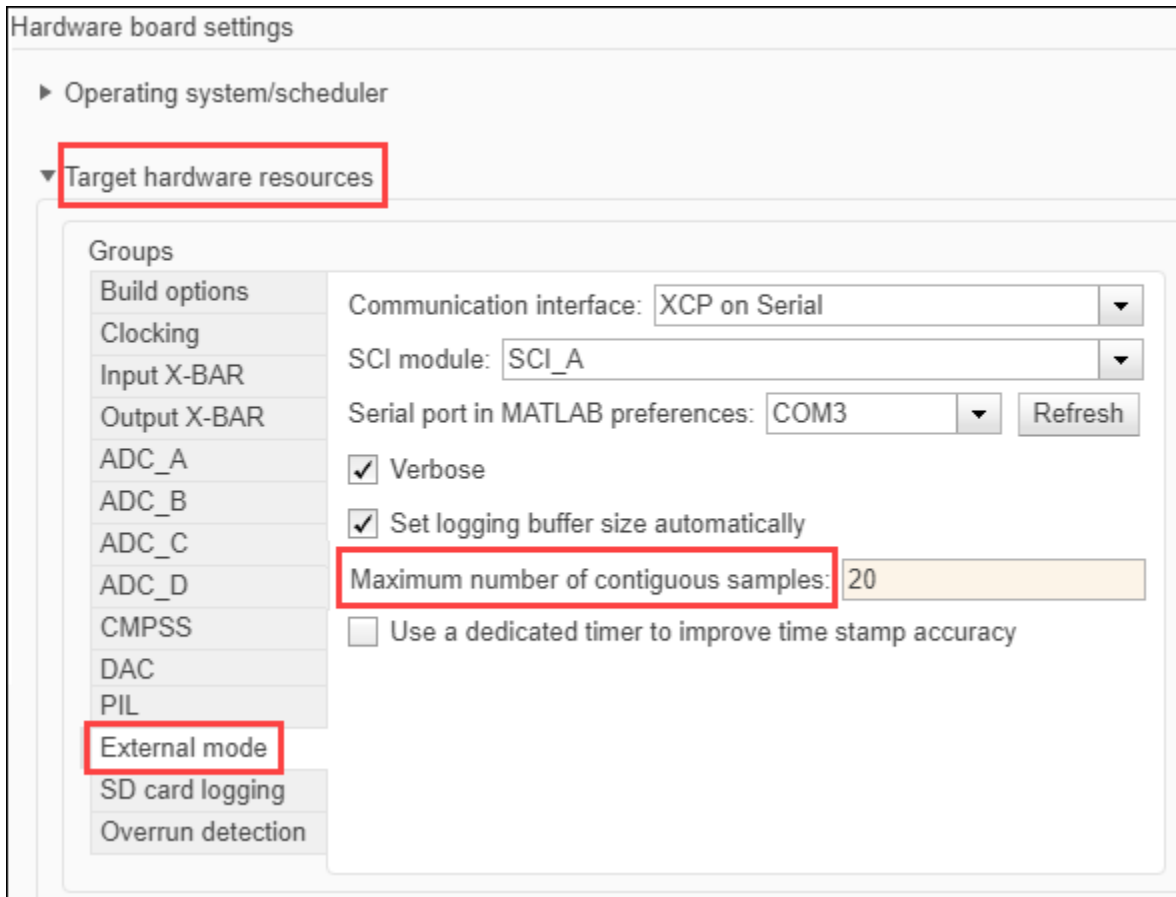 Hardware board settings
Operating system/scheduler
Target hardware resources
Groups
Build options
Clocking
Input X-BAR
Output X-BAR
ADC_A
ADC_B
ADC_C
ADC_D
CMPSS
DAC
PIL
External mode
SD card logging
Overrun detection
Communication interface: XCP on Serial
SCI module: SCI_A
Serial port in MATLAB preferences: COM3 Refresh
Verbose
Set logging buffer size automatically
Maximum number of contiguous samples: 20
Use a dedicated timer to improve time stamp accuracy